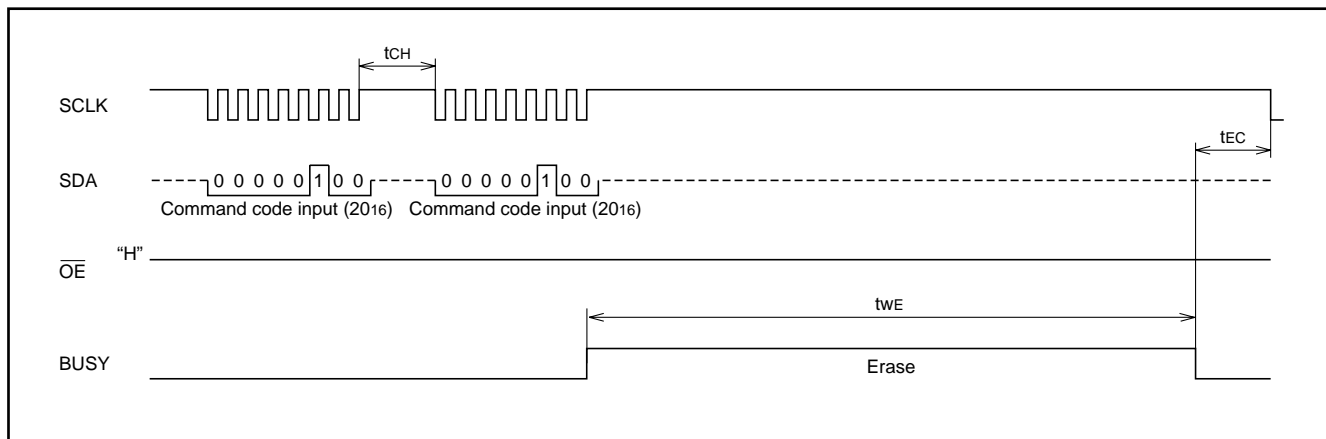 tCH
SCLK
tEC
SDA
0 0 0 0 0 1 0 0
0 0 0 0 0 1 0 0
Command code input (2016)
Command code input (2016)
“H”
OE
twE
BUSY
Erase